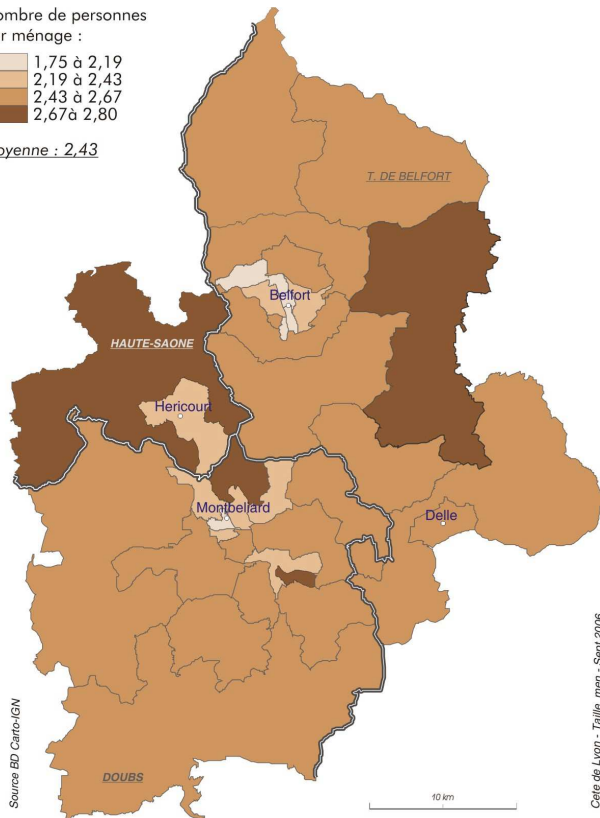 ombre de personnes
r ménage :
1,75 à 2,19
2,19 à 2,43
2,43 à 2,67
2,67à 2,80
oyenne : 2,43
T. DE BELFORT
Belfort
HAUTE-SAONE
Hericourt
Montbeliard
Delle
DOUBS
10 km
Source BD Carto-IGN
Cete de Lyon - Taille_men - Sept 2006